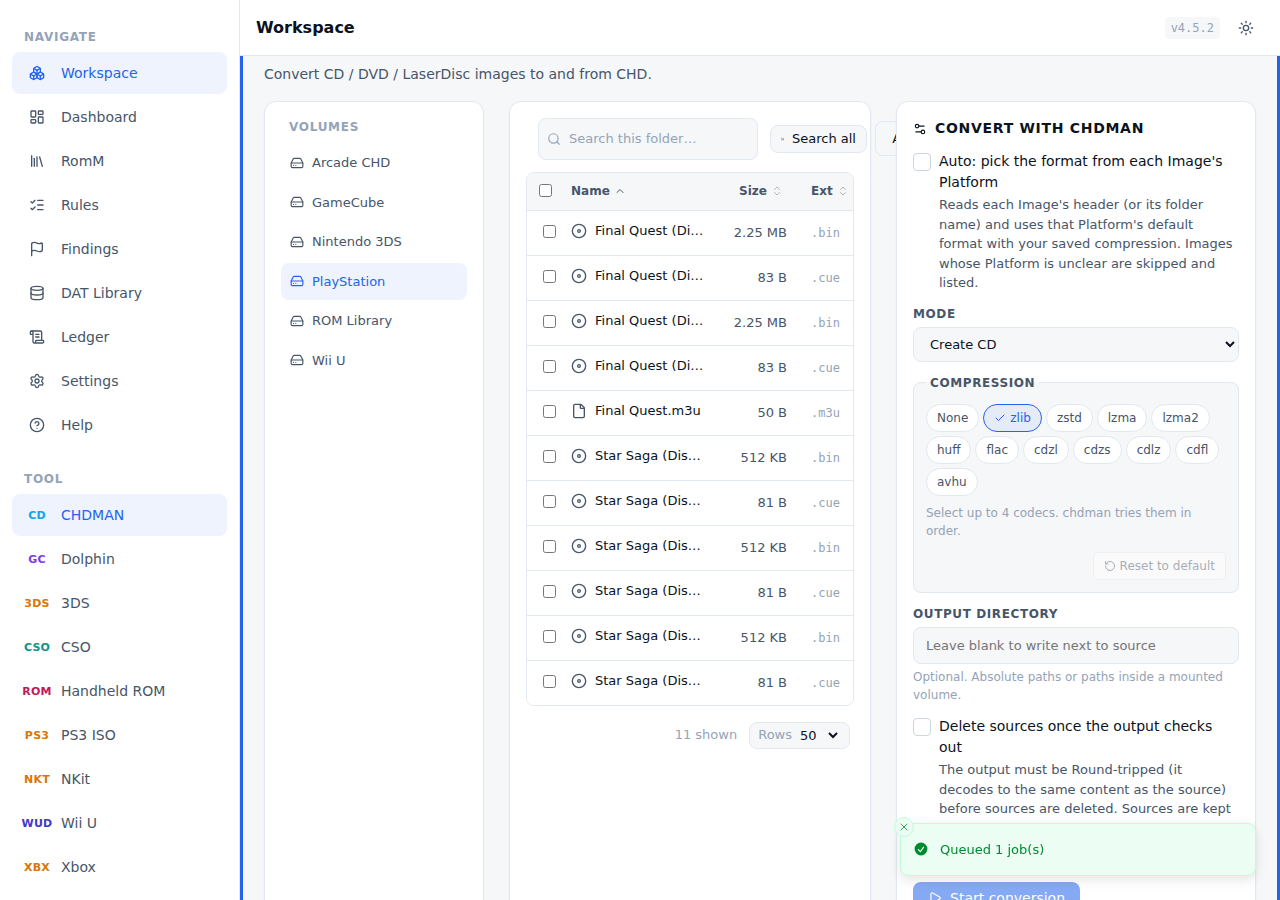 NAVIGATE
Workspace
Dashboard
RomM
Rules
Findings
DAT Library
Ledger
Settings
Help
TOOL
CD CHDMAN
GC Dolphin
3DS 3DS
CSO CSO
ROM Handheld ROM
PS3 PS3 ISO
NKT NKit
WUD Wii U
XBX Xbox
Workspace
v4.5.2
Convert CD / DVD / LaserDisc images to and from CHD.
VOLUMES
Arcade CHD
GameCube
Nintendo 3DS
PlayStation
ROM Library
Wii U
Search this folder…
Search all
Name Size Ext
Final Quest (Di… 2.25 MB .bin
Final Quest (Di… 83 B .cue
Final Quest (Di… 2.25 MB .bin
Final Quest (Di… 83 B .cue
Final Quest.m3u 50 B .m3u
Star Saga (Dis… 512 KB .bin
Star Saga (Dis… 81 B .cue
Star Saga (Dis… 512 KB .bin
Star Saga (Dis… 81 B .cue
Star Saga (Dis… 512 KB .bin
Star Saga (Dis… 81 B .cue
11 shown Rows 50
CONVERT WITH CHDMAN
Auto: pick the format from each Image's
Platform
Reads each Image's header (or its folder
name) and uses that Platform's default
format with your saved compression. Images
whose Platform is unclear are skipped and
listed.
MODE
Create CD
COMPRESSION
None zlib zstd lzma lzma2
huff flac cdzl cdzs cdlz cdfl
avhu
Select up to 4 codecs. chdman tries them in
order.
Reset to default
OUTPUT DIRECTORY
Leave blank to write next to source
Optional. Absolute paths or paths inside a mounted
volume.
Delete sources once the output checks
out
The output must be Round-tripped (it
decodes to the same content as the source)
before sources are deleted. Sources are kept
Queued 1 job(s)
Start conversion